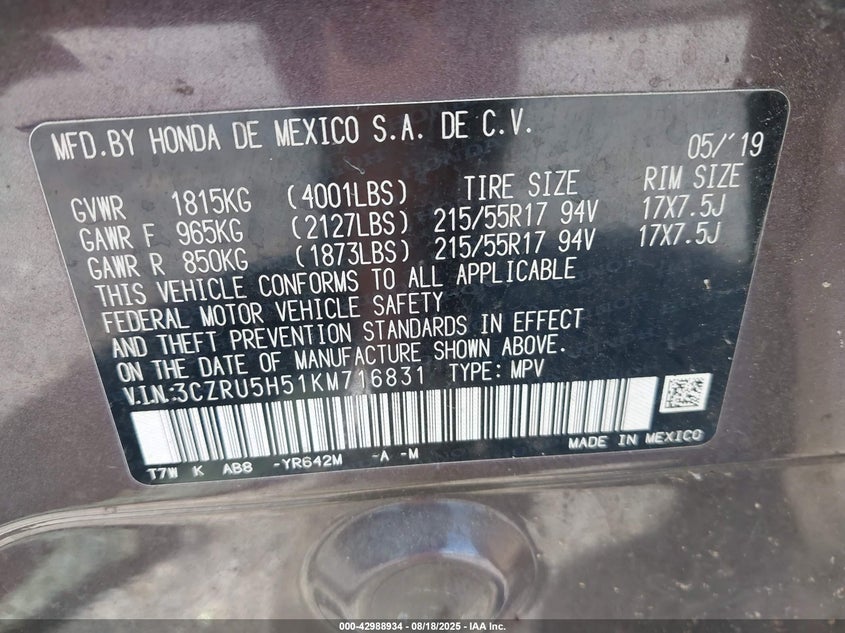 MFD.BY HONDA DE MEXICO S.A. DE C.V. 05/'19
GVWR 1815KG (4001LBS) TIRE SIZE RIM SIZE
GAWR F 965KG (2127LBS) 215/55R17 94V 17X7.5J
GAWR R 850KG (1873LBS) 215/55R17 94V 17X7.5J
THIS VEHICLE CONFORMS TO ALL APPLICABLE
FEDERAL MOTOR VEHICLE SAFETY
AND THEFT PREVENTION STANDARDS IN EFFECT
ON THE DATE OF MANUFACTURE SHOWN ABOVE.
V.I.N:3CZRU5H51KM716831 TYPE: MPV
T7W K AB8 -YR642M -A -M MADE IN MEXICO
000-42988934 - 08/18/2025 - IAA Inc.